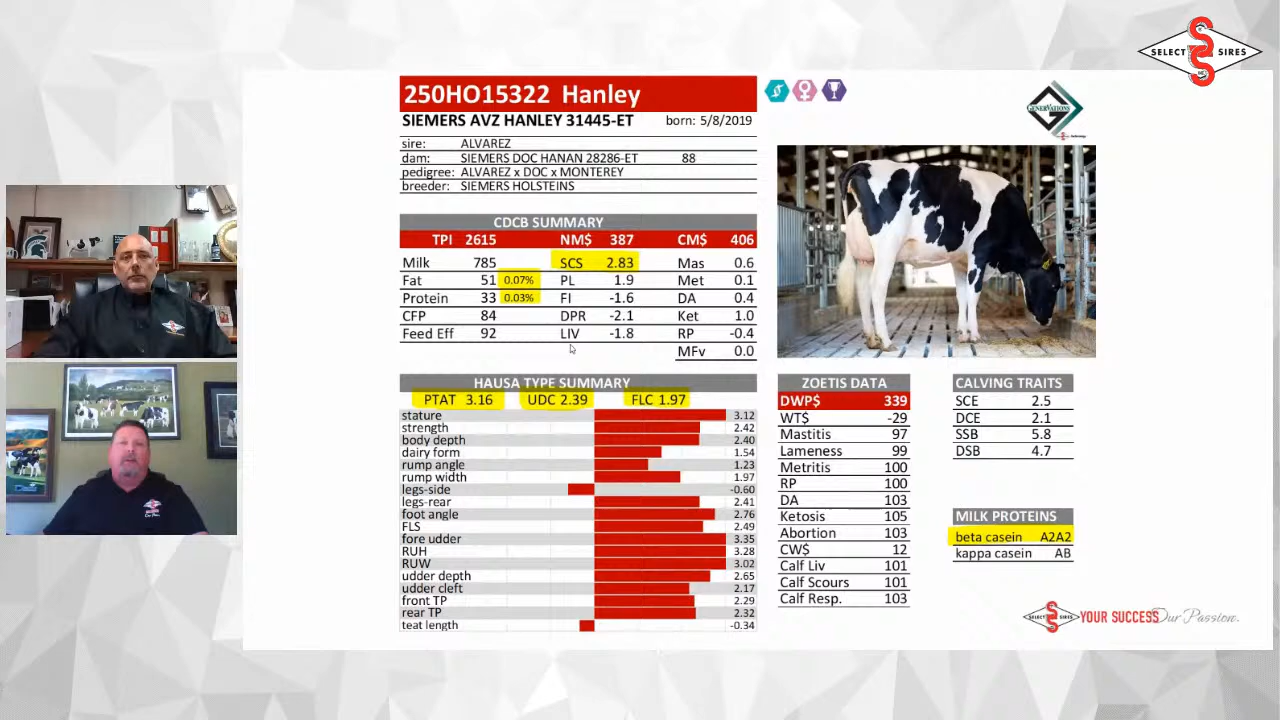 SELECT SIRES
250HO15322 Hanley
SIEMERS AVZ HANLEY 31445-ET born: 5/8/2019
sire: ALVAREZ
dam: SIEMERS DOC HANAN 28286-ET 88
pedigree: ALVAREZ x DOC x MONTEREY
breeder: SIEMERS HOLSTEINS
GENERVATIONS
CDCB SUMMARY
TPI 2615 NM$ 387 CM$ 406
Milk 785 SCS 2.83 Mas 0.6
Fat 51 0.07% PL 1.9 Met 0.1
Protein 33 0.03% FI -1.6 DA 0.4
CFP 84 DPR -2.1 Ket 1.0
Feed Eff 92 LIV -1.8 RP -0.4
MFv 0.0
HAUSA TYPE SUMMARY
PTAT 3.16 UDC 2.39 FLC 1.97
stature 3.12
strength 2.42
body depth 2.40
dairy form 1.54
rump angle 1.23
rump width 1.97
legs-side -0.60
legs-rear 2.41
foot angle 2.76
FLS 2.49
fore udder 3.35
RUH 3.28
RUW 3.02
udder depth 2.65
udder cleft 2.17
front TP 2.29
rear TP 2.32
teat length -0.34
ZOETIS DATA
DWP$ 339
WT$ -29
Mastitis 97
Lameness 99
Metritis 100
RP 100
DA 103
Ketosis 105
Abortion 103
CW$ 12
Calf Liv 101
Calf Scours 101
Calf Resp. 103
CALVING TRAITS
SCE 2.5
DCE 2.1
SSB 5.8
DSB 4.7
MILK PROTEINS
beta casein A2A2
kappa casein AB
SELECT SIRES YOUR SUCCESS Our Passion.